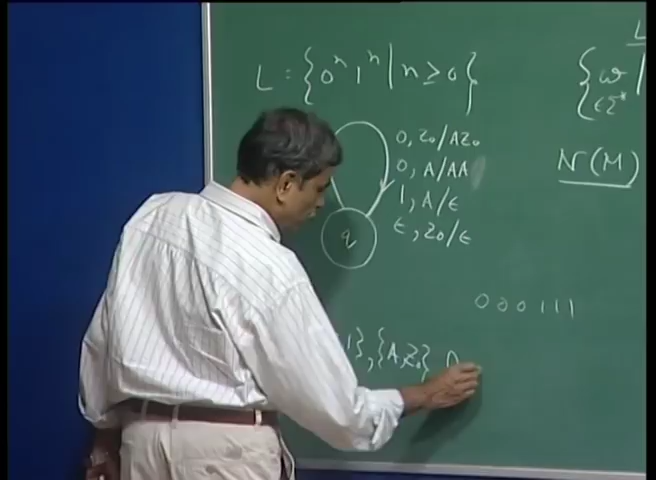 L = {0ⁿ 1ⁿ | n ≥ 0}
L
{w |
∈ Σ*
N(M)
0, Z₀/AZ₀
0, A/AA
1, A/ε
ε, Z₀/ε
q
000111
1}, {A, Z₀}